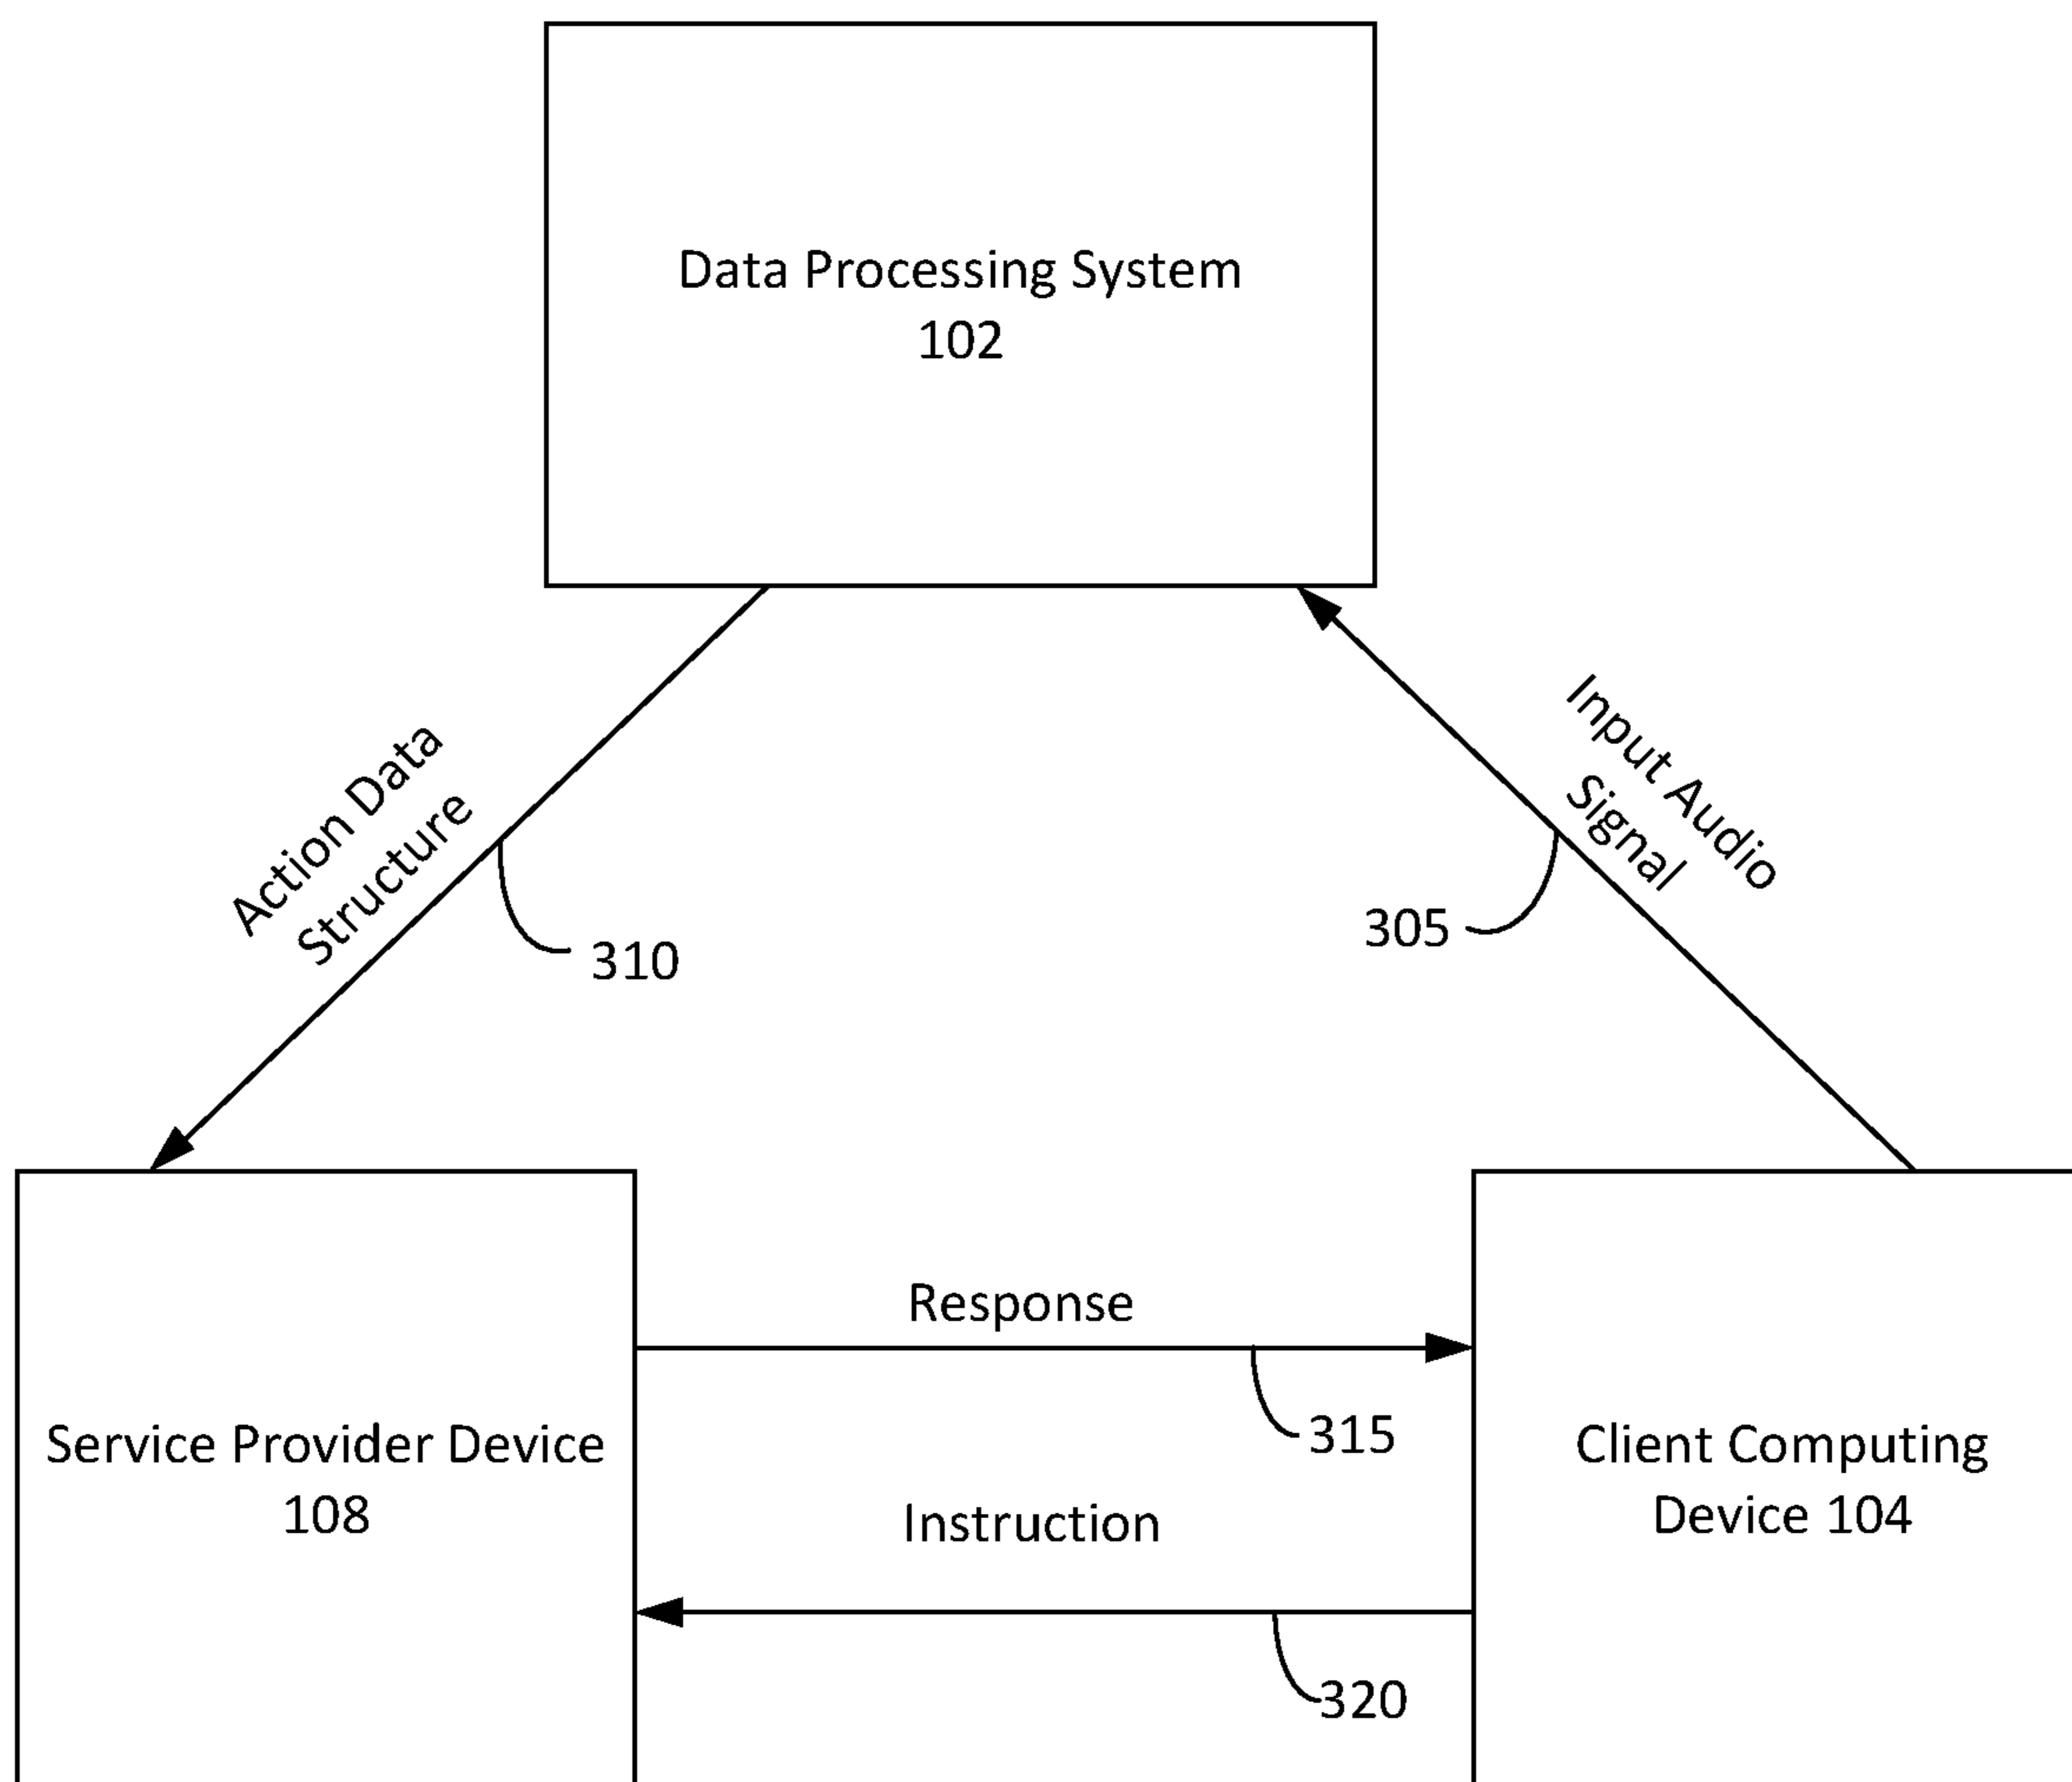 Data Processing System
102
Action Data
Structure
310
Input Audio
Signal
305
Response
315
Service Provider Device
108
Instruction
320
Client Computing
Device 104